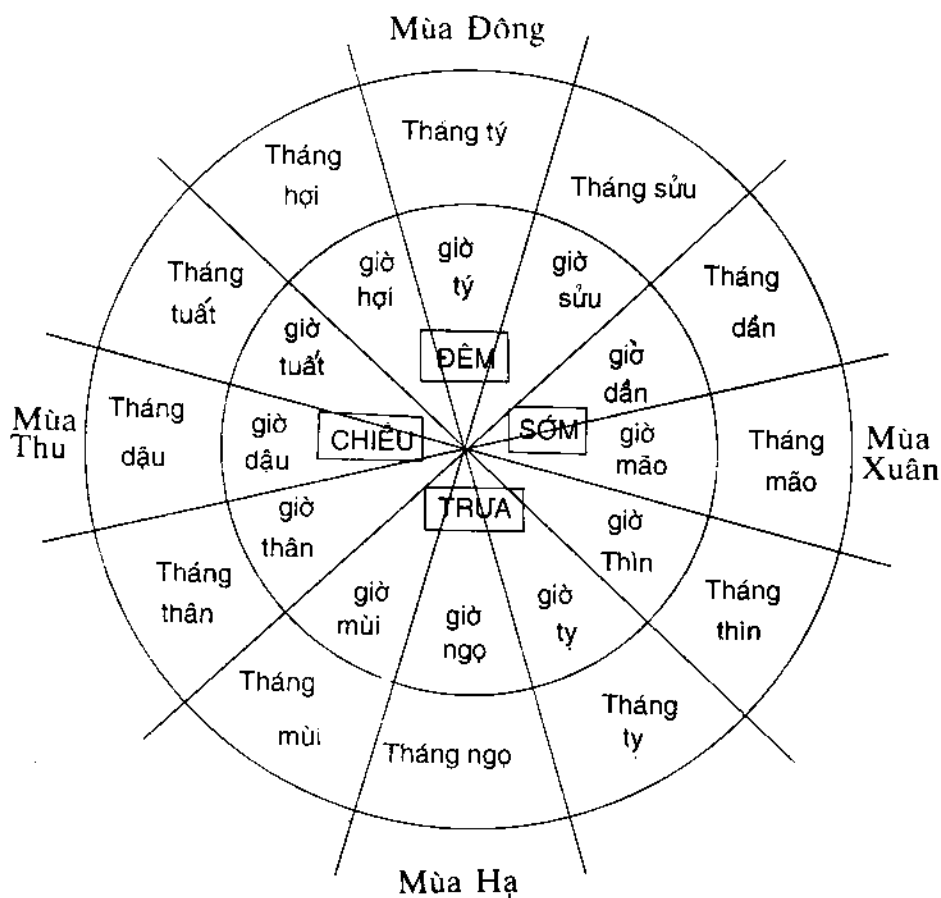 Mùa Đông
Tháng tý
Tháng
hợi
Tháng sửu
Tháng
tuất
Tháng
dần
giờ
hợi
giờ
tý
giờ
sửu
giờ
tuất
ĐÊM
giờ
dần
Mùa
Thu
Tháng
dậu
giờ
dậu
CHIỀU
SỚM
giờ
mão
Tháng
mão
Mùa
Xuân
TRƯA
giờ
thân
giờ
Thìn
Tháng
thân
Tháng
thìn
giờ
mùi
giờ
ngọ
giờ
tỵ
Tháng
mùi
Tháng ngọ
Tháng
tỵ
Mùa Hạ